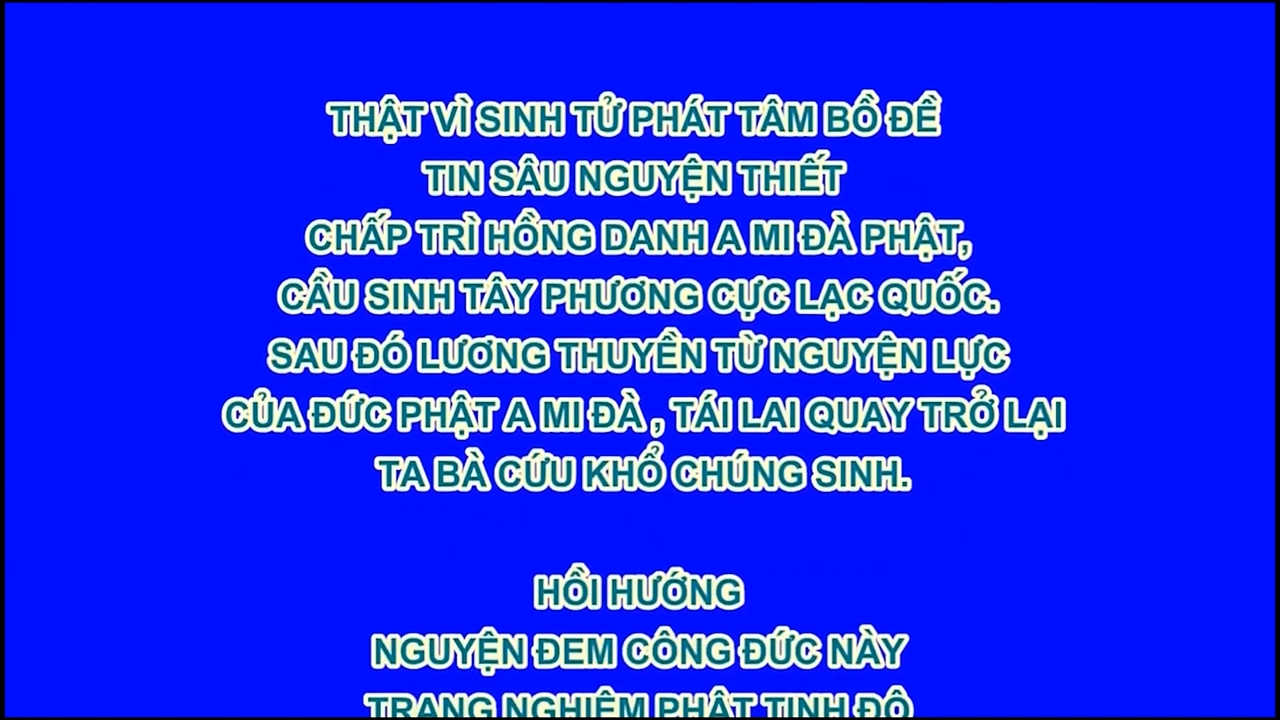 THẬT VÌ SINH TỬ PHÁT TÂM BỒ ĐỀ
TIN SÂU NGUYỆN THIẾT
CHẤP TRÌ HỒNG DANH A MI ĐÀ PHẬT,
CẦU SINH TÂY PHƯƠNG CỰC LẠC QUỐC.
SAU ĐÓ LƯƠNG THUYỀN TỪ NGUYỆN LỰC
CỦA ĐỨC PHẬT A MI ĐÀ , TÁI LAI QUAY TRỞ LẠI
TA BÀ CỨU KHỔ CHÚNG SINH.
HỒI HƯỚNG
NGUYỆN ĐEM CÔNG ĐỨC NÀY
TRANG NGHIÊM PHẬT TỊNH ĐỘ